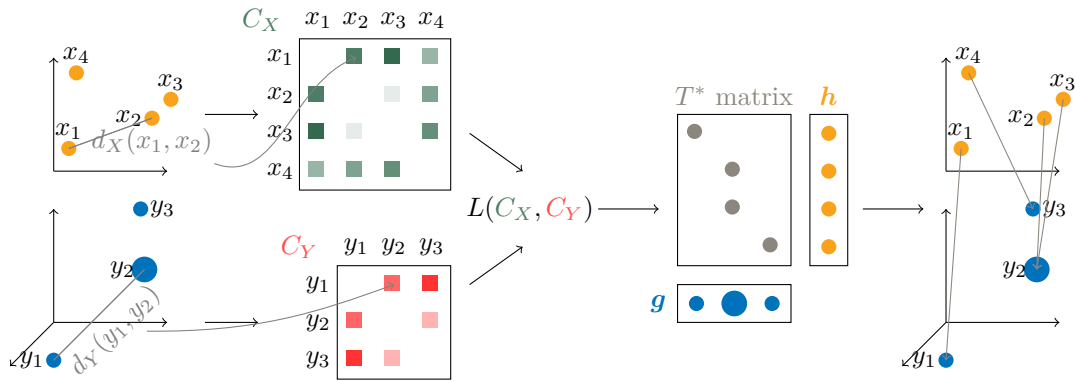 x₄
x₃
x₂
x₁
d_X(x₁, x₂)
y₃
y₂
y₁
d_Y(y₁, y₂)
C_X x₁ x₂ x₃ x₄
x₁
x₂
x₃
x₄
C_Y y₁ y₂ y₃
y₁
y₂
y₃
L(C_X, C_Y)
T* matrix
h
g
x₄
x₃
x₂
x₁
y₃
y₂
y₁